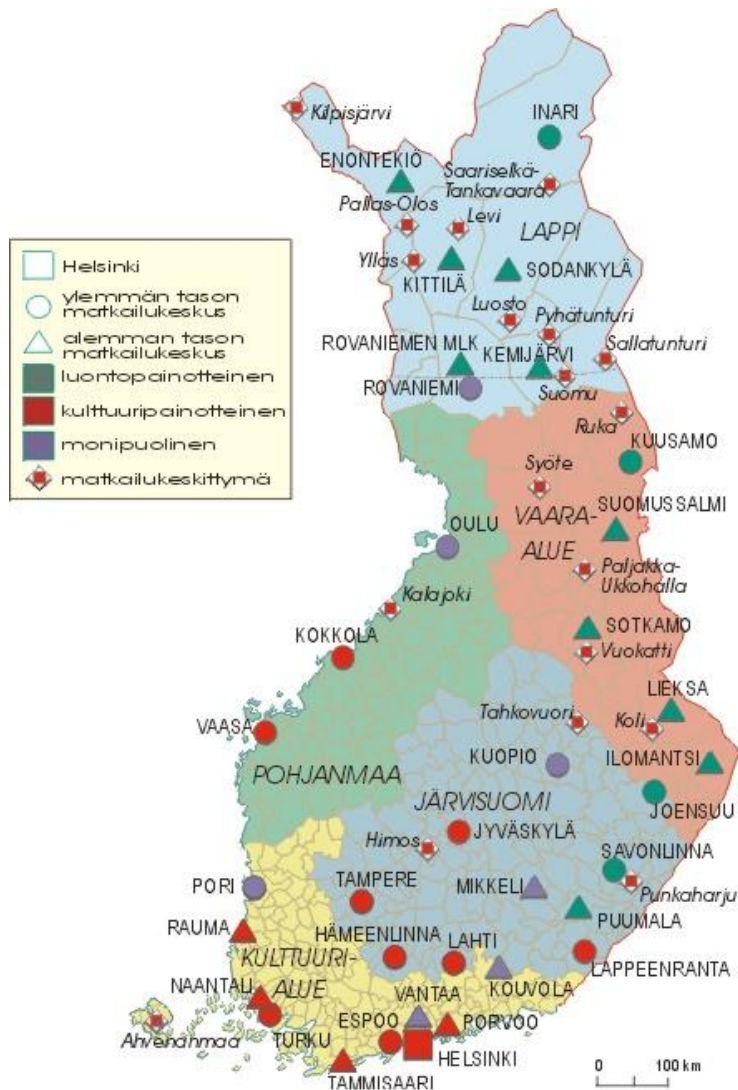 Kilpisjärvi
INARI
ENONTEKIÖ
Saariselkä-
Tankavaara
Pallas-Olos
Levi
LAPPI
Ylläs
KITTILÄ
SODANKYLÄ
Luosto
Pyhätunturi
ROVANIEMEN MLK
KEMIJÄRVI
Sallatunturi
ROVANIEMI
Suomu
Ruka
KUUSAMO
Syöte
SUOMUSSALMI
VAARA-
ALUE
OULU
Paljakka-
Ukkohalla
Kalajoki
SOTKAMO
KOKKOLA
Vuokatti
LIEKSA
Tahkovuori
Koli
VAASA
ILOMANTSI
KUOPIO
POHJANMAA
JÄRVISUOMI
JOENSUU
JYVÄSKYLÄ
Himos
SAVONLINNA
PORI
TAMPERE
MIKKELI
Punkaharju
RAUMA
PUUMALA
HÄMEENLINNA
LAHTI
KULTTUURI-
ALUE
LAPPEENRANTA
NAANTALI
KOUVOLA
VANTAA
Ahvenanmaa
TURKU
ESPOO
PORVOO
HELSINKI
TAMMISAARI
0 100 km
Helsinki
ylemmän tason
matkailukeskus
alemman tason
matkailukeskus
luontopainotteinen
kulttuuripainotteinen
monipuolinen
matkailukeskittymä